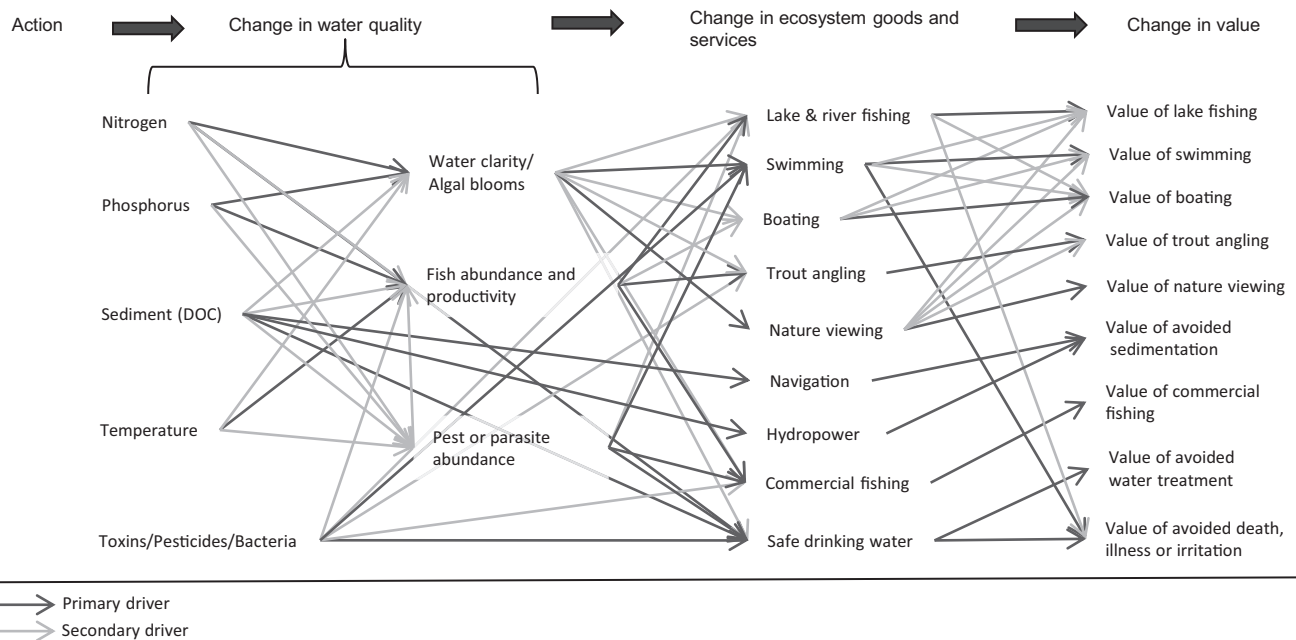 Action
Change in water quality
Change in ecosystem goods and
services
Change in value
Nitrogen
Phosphorus
Sediment (DOC)
Temperature
Toxins/Pesticides/Bacteria
Water clarity/
Algal blooms
Fish abundance and
productivity
Pest or parasite
abundance
Lake & river fishing
Swimming
Boating
Trout angling
Nature viewing
Navigation
Hydropower
Commercial fishing
Safe drinking water
Value of lake fishing
Value of swimming
Value of boating
Value of trout angling
Value of nature viewing
Value of avoided
sedimentation
Value of commercial
fishing
Value of avoided
water treatment
Value of avoided death,
illness or irritation
Primary driver
Secondary driver